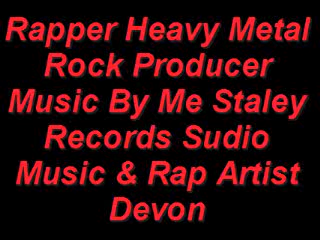 Rapper Heavy Metal
Rock Producer
Music By Me Staley
Records Sudio
Music & Rap Artist
Devon